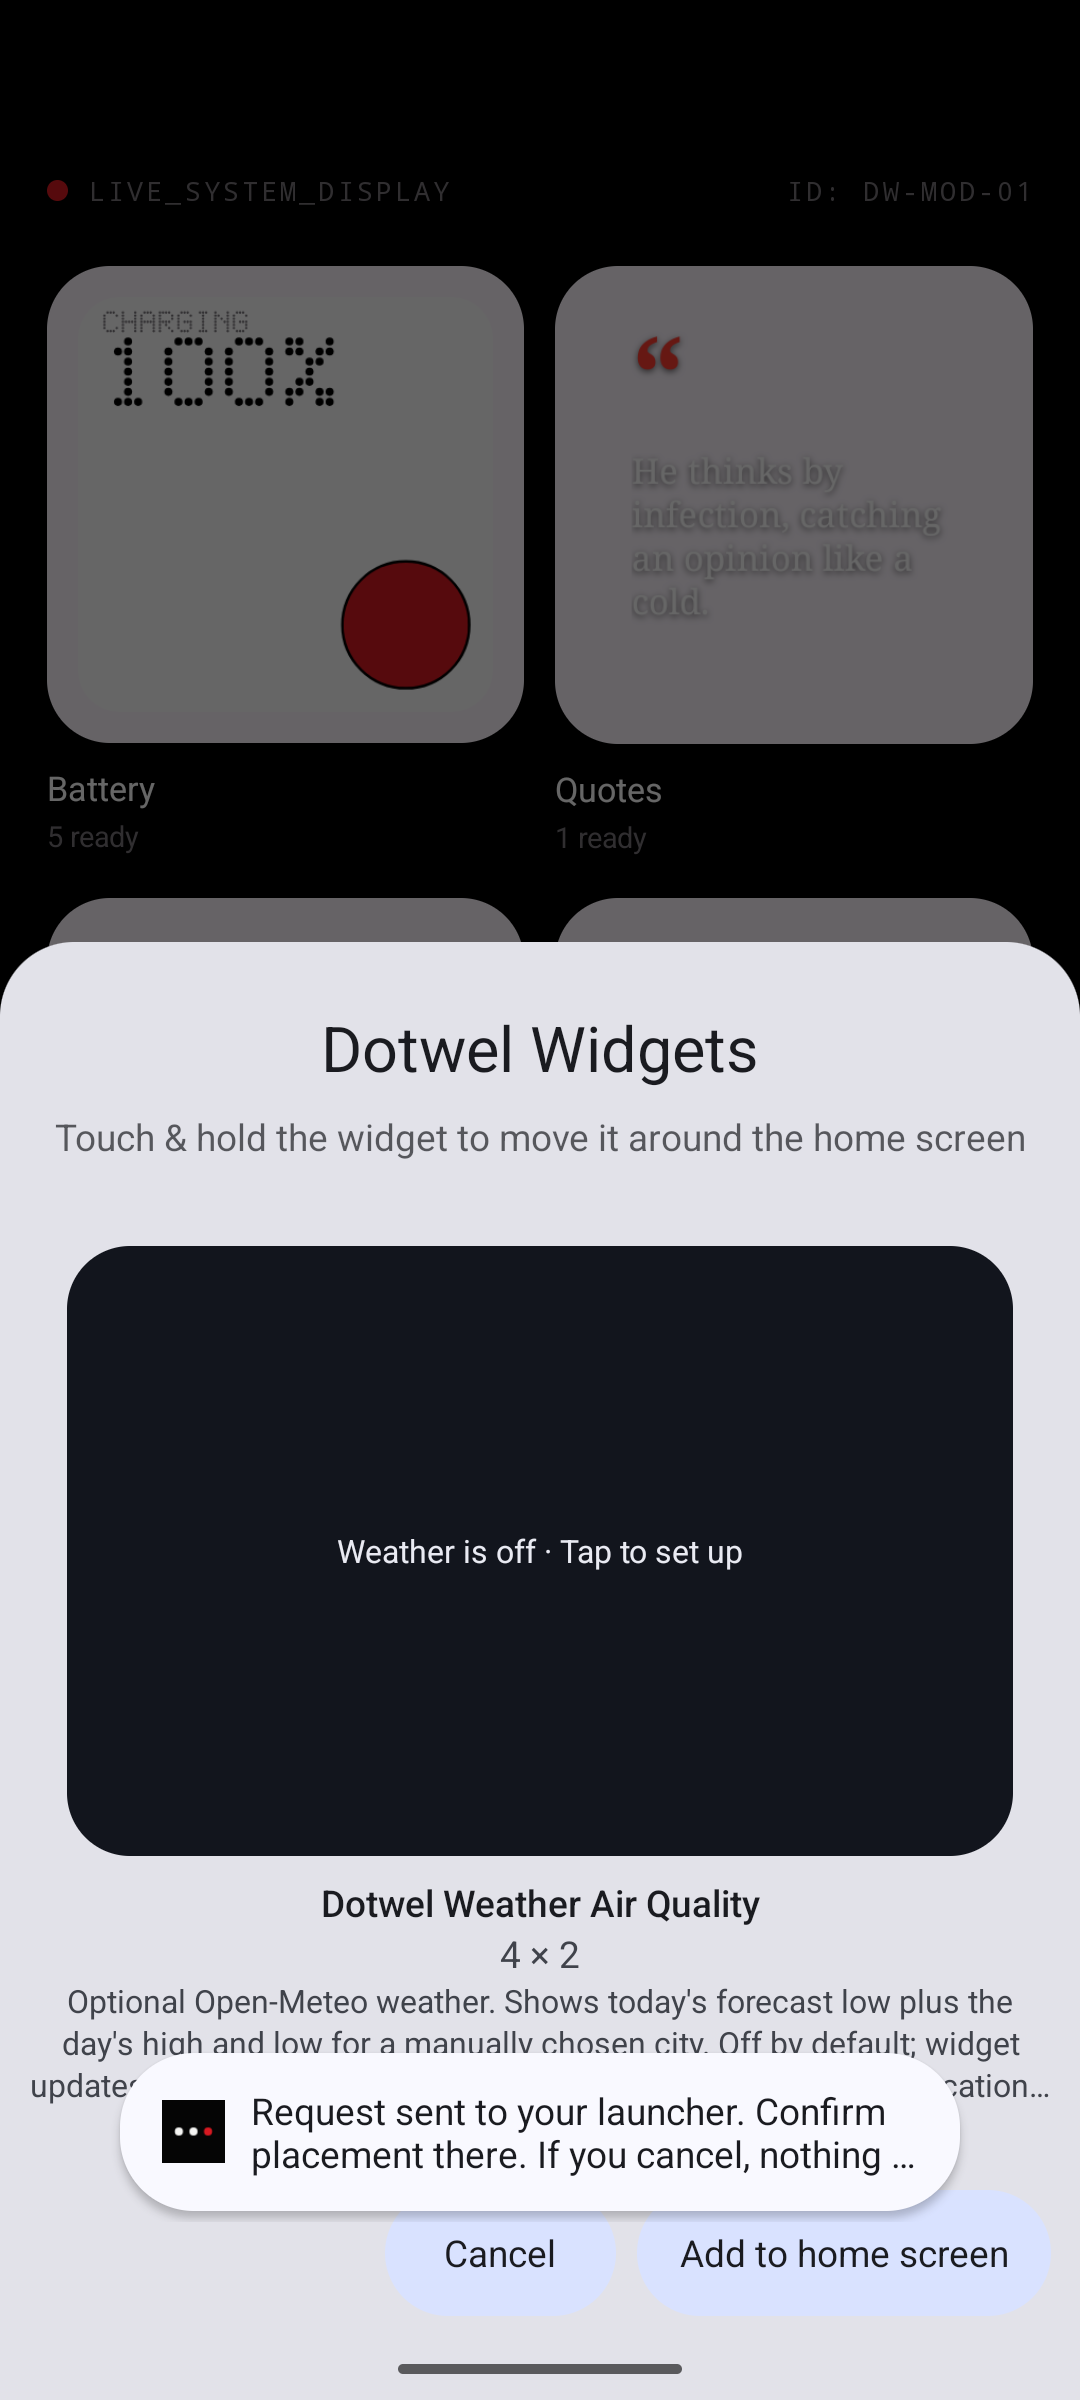 LIVE_SYSTEM_DISPLAY
ID: DW-MOD-01
CHARGING
100%
“
He thinks by
infection, catching
an opinion like a
cold.
Battery
5 ready
Quotes
1 ready
Dotwel Widgets
Touch & hold the widget to move it around the home screen
Weather is off · Tap to set up
Dotwel Weather Air Quality
4 × 2
Optional Open-Meteo weather. Shows today's forecast low plus the
day's high and low for a manually chosen city. Off by default; widget
Request sent to your launcher. Confirm
placement there. If you cancel, nothing …
Cancel
Add to home screen